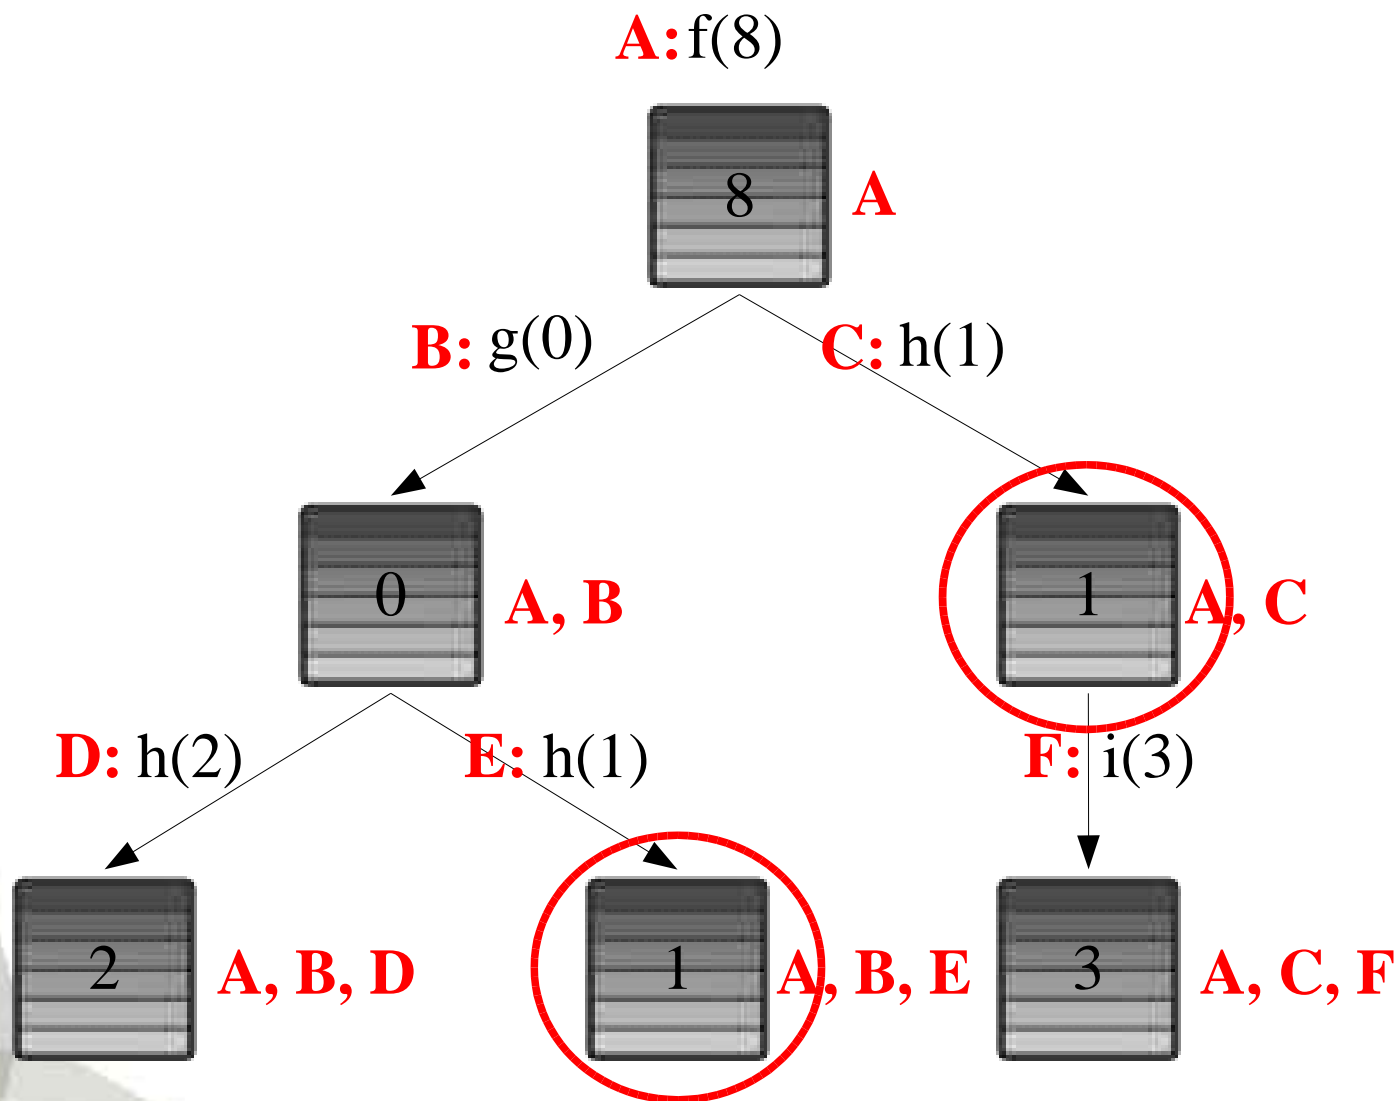 A: f(8)
8 A
B: g(0) C: h(1)
0 A, B 1 A, C
D: h(2) E: h(1) F: i(3)
2 A, B, D 1 A, B, E 3 A, C, F